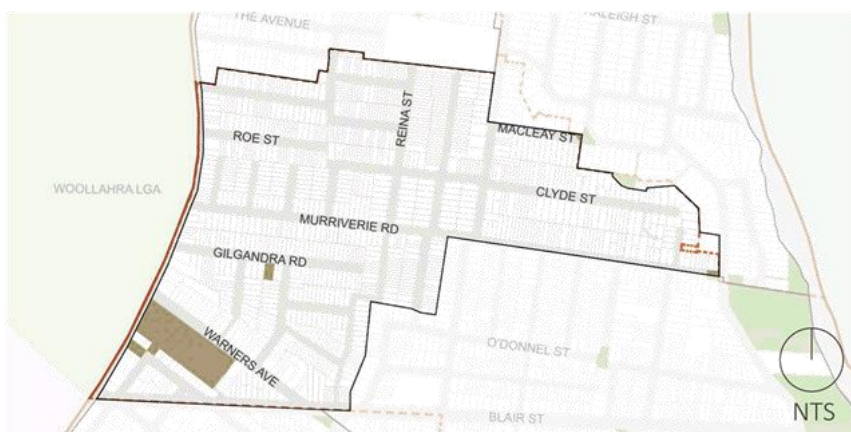 THE AVENUE
RALEIGH ST
REINA ST
ROE ST
MACLEAY ST
WOOLLAHRA LGA
CLYDE ST
MURRIVERIE RD
GILGANDRA RD
WARNERS AVE
O'DONNEL ST
BLAIR ST
NTS